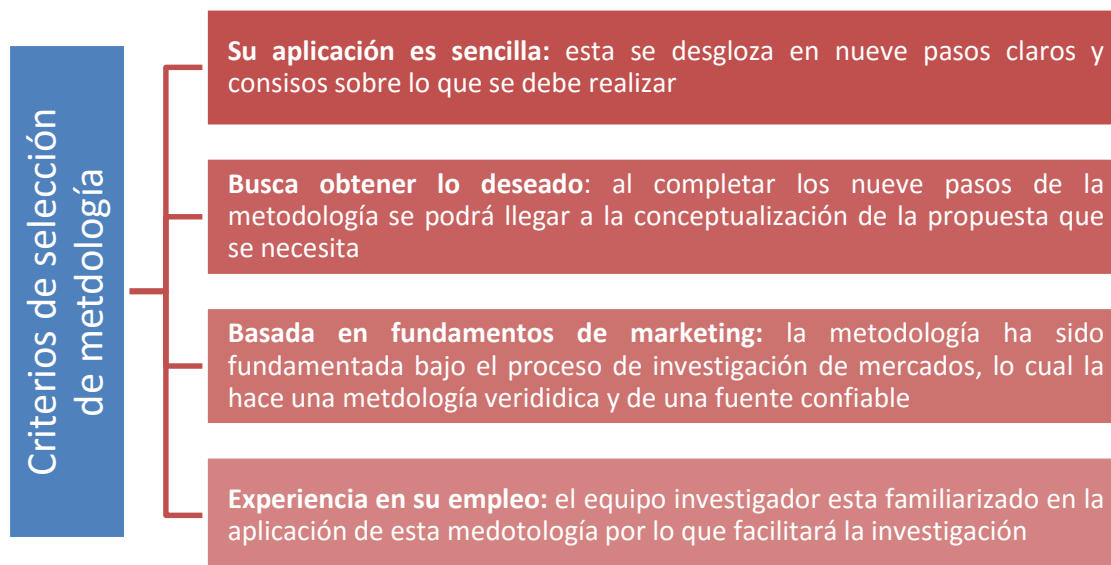 Criterios de selección
de metdología
Su aplicación es sencilla: esta se desgloza en nueve pasos claros y
consisos sobre lo que se debe realizar
Busca obtener lo deseado: al completar los nueve pasos de la
metodología se podrá llegar a la conceptualización de la propuesta que
se necesita
Basada en fundamentos de marketing: la metodología ha sido
fundamentada bajo el proceso de investigación de mercados, lo cual la
hace una metdología verididica y de una fuente confiable
Experiencia en su empleo: el equipo investigador esta familiarizado en la
aplicación de esta medotología por lo que facilitará la investigación